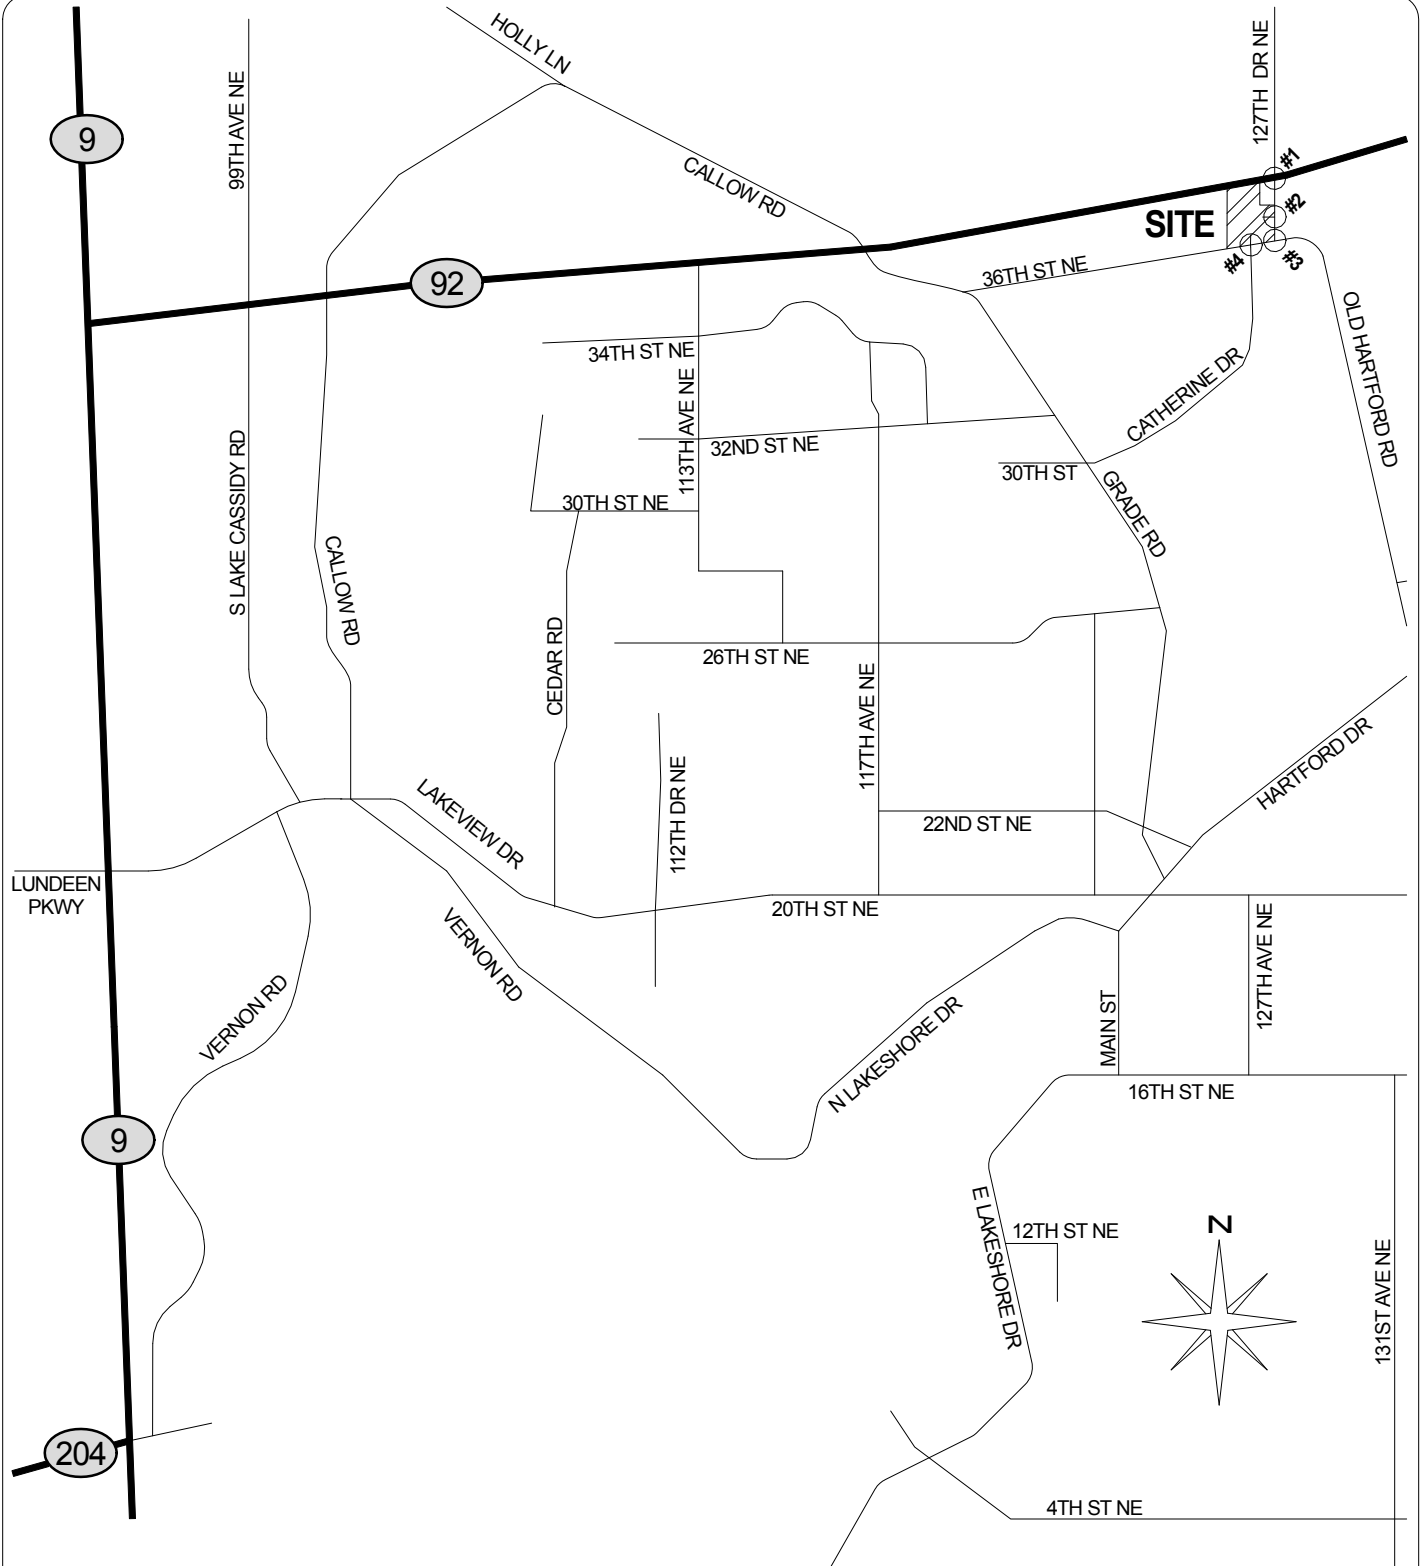 HOLLY LN
127TH DR NE
99TH AVE NE
9
#1
CALLOW RD
#2
SITE
#3
#4
36TH ST NE
92
OLD HARTFORD RD
34TH ST NE
CATHERINE DR
113TH AVE NE
32ND ST NE
30TH ST
30TH ST NE
GRADE RD
S LAKE CASSIDY RD
CALLOW RD
CEDAR RD
26TH ST NE
117TH AVE NE
HARTFORD DR
112TH DR NE
LAKEVIEW DR
22ND ST NE
LUNDEEN
PKWY
20TH ST NE
VERNON RD
127TH AVE NE
VERNON RD
MAIN ST
N LAKESHORE DR
16TH ST NE
9
E LAKESHORE DR
12TH ST NE
N
131ST AVE NE
204
4TH ST NE